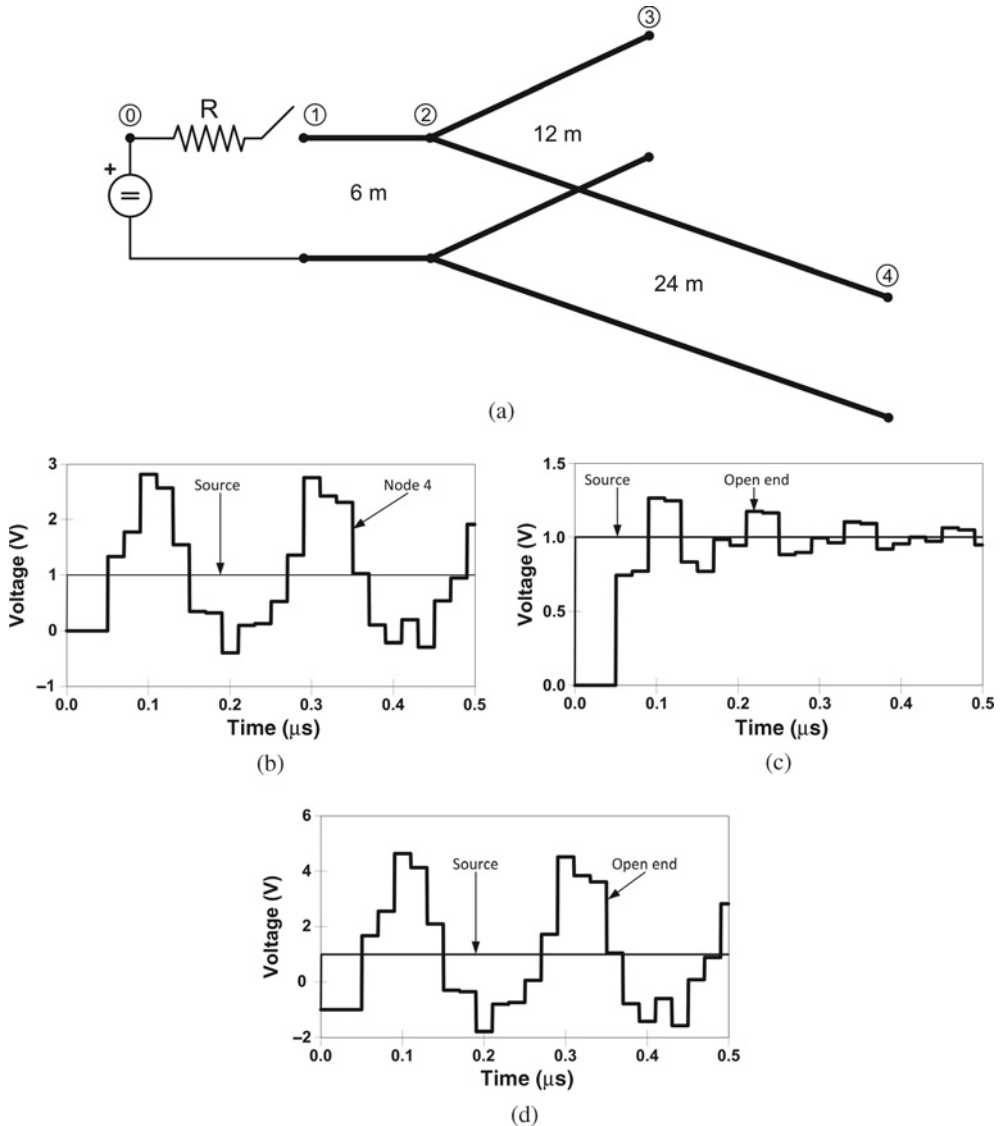 ③
⓪ R ① ②
+
=
12 m
6 m
④
24 m
(a)
3
2
1
0
–1
Voltage (V)
Source
Node 4
0.0 0.1 0.2 0.3 0.4 0.5
Time (μs)
(b)
1.5
1.0
0.5
0.0
Voltage (V)
Source
Open end
0.0 0.1 0.2 0.3 0.4 0.5
Time (μs)
(c)
6
4
2
0
–2
Voltage (V)
Source
Open end
0.0 0.1 0.2 0.3 0.4 0.5
Time (μs)
(d)